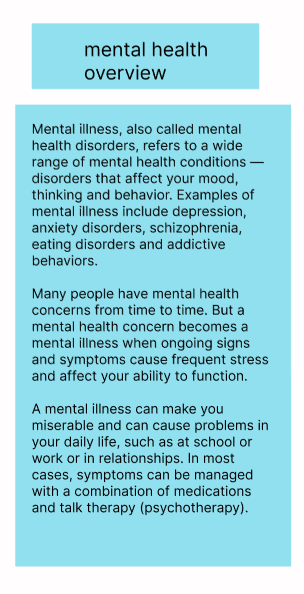 mental health
overview
Mental illness, also called mental
health disorders, refers to a wide
range of mental health conditions —
disorders that affect your mood,
thinking and behavior. Examples of
mental illness include depression,
anxiety disorders, schizophrenia,
eating disorders and addictive
behaviors.
Many people have mental health
concerns from time to time. But a
mental health concern becomes a
mental illness when ongoing signs
and symptoms cause frequent stress
and affect your ability to function.
A mental illness can make you
miserable and can cause problems in
your daily life, such as at school or
work or in relationships. In most
cases, symptoms can be managed
with a combination of medications
and talk therapy (psychotherapy).